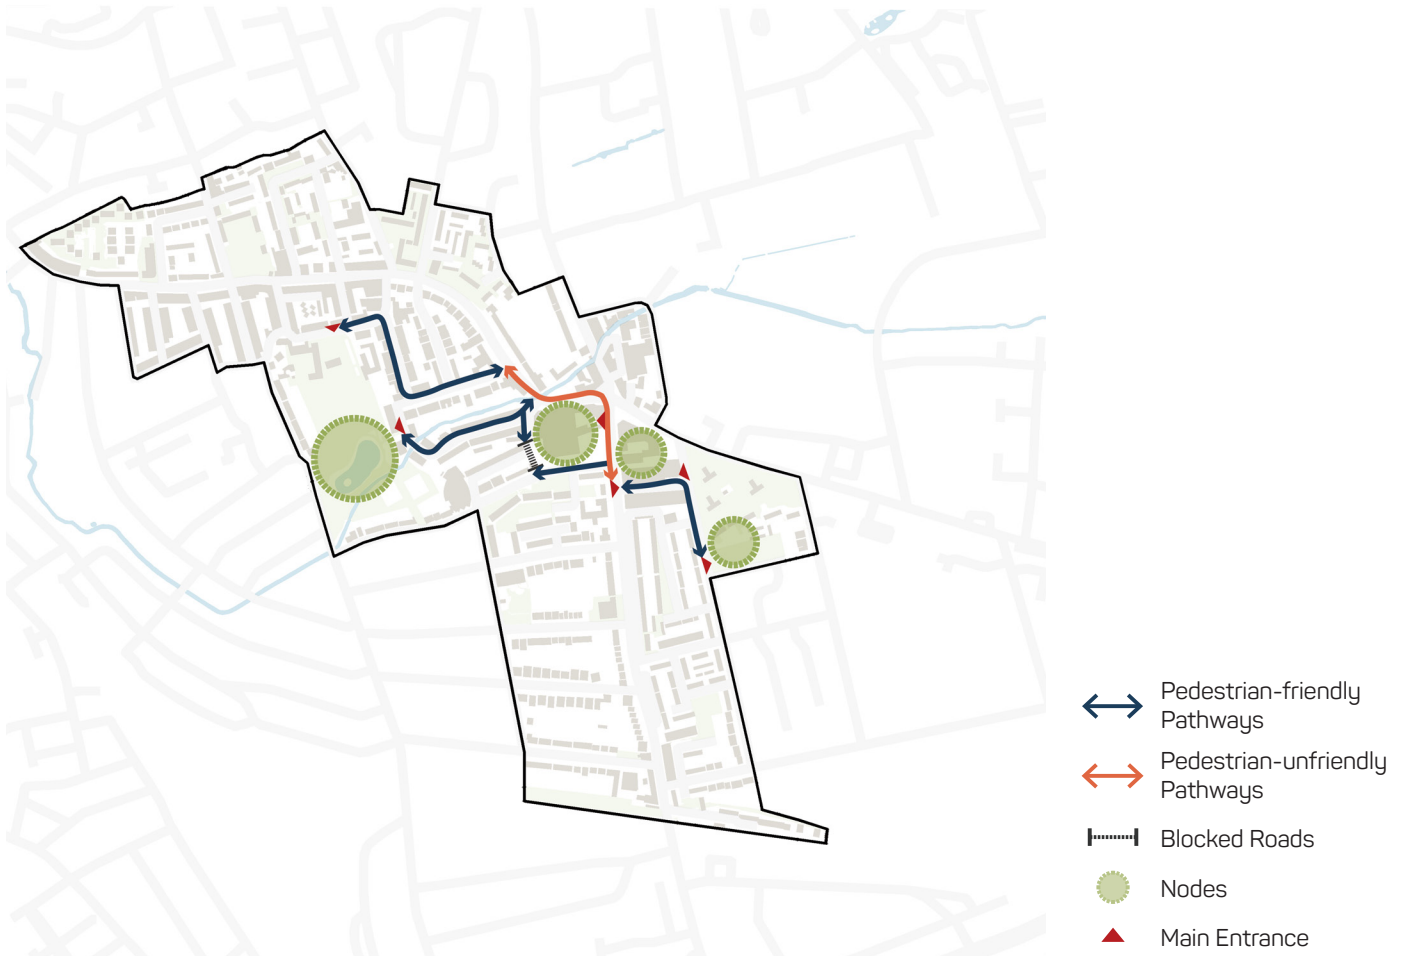 Pedestrian-friendly
Pathways
Pedestrian-unfriendly
Pathways
Blocked Roads
Nodes
Main Entrance